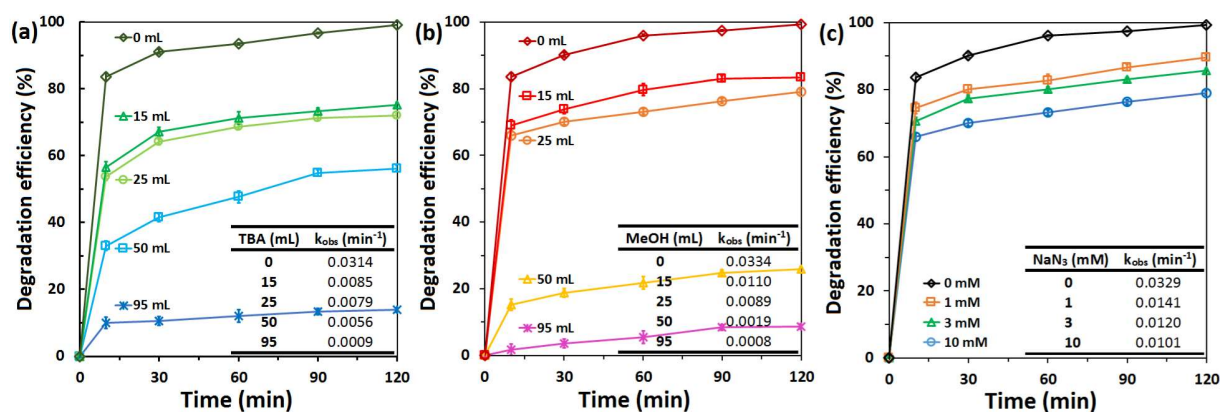 (a)
Degradation efficiency (%)
100
80
60
40
20
0
0 mL
15 mL
25 mL
50 mL
95 mL
TBA (mL) kobs (min⁻¹)
0 0.0314
15 0.0085
25 0.0079
50 0.0056
95 0.0009
0 30 60 90 120
Time (min)
(b)
Degradation efficiency (%)
100
80
60
40
20
0
0 mL
15 mL
25 mL
50 mL
95 mL
MeOH (mL) kobs (min⁻¹)
0 0.0334
15 0.0110
25 0.0089
50 0.0019
95 0.0008
0 30 60 90 120
Time (min)
(c)
Degradation efficiency (%)
100
80
60
40
20
0
0 mM
1 mM
3 mM
10 mM
NaN₃ (mM) kobs (min⁻¹)
0 0.0329
1 0.0141
3 0.0120
10 0.0101
0 30 60 90 120
Time (min)